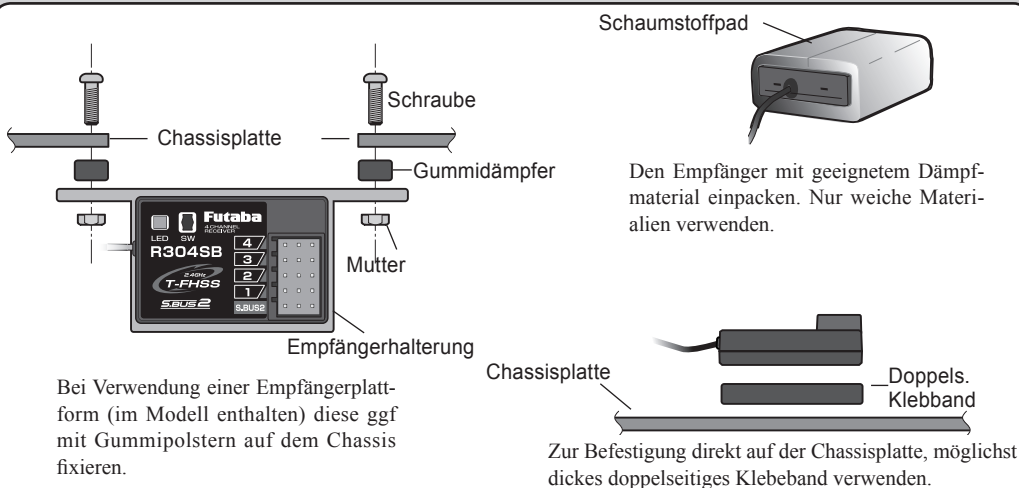 Schraube
Chassisplatte
Gummidämpfer
Futaba
4 CHANNEL
RECEIVER
LED SW
R304SB
2.4GHz
T-FHSS
S.BUS2
4
3
2
1
S.BUS2
Mutter
Empfängerhalterung
Bei Verwendung einer Empfängerplatt-
form (im Modell enthalten) diese ggf
mit Gummipolstern auf dem Chassis
fixieren.
Schaumstoffpad
Den Empfänger mit geeignetem Dämpf-
material einpacken. Nur weiche Materi-
alien verwenden.
Chassisplatte
Doppels.
Klebband
Zur Befestigung direkt auf der Chassisplatte, möglichst
dickes doppelseitiges Klebeband verwenden.